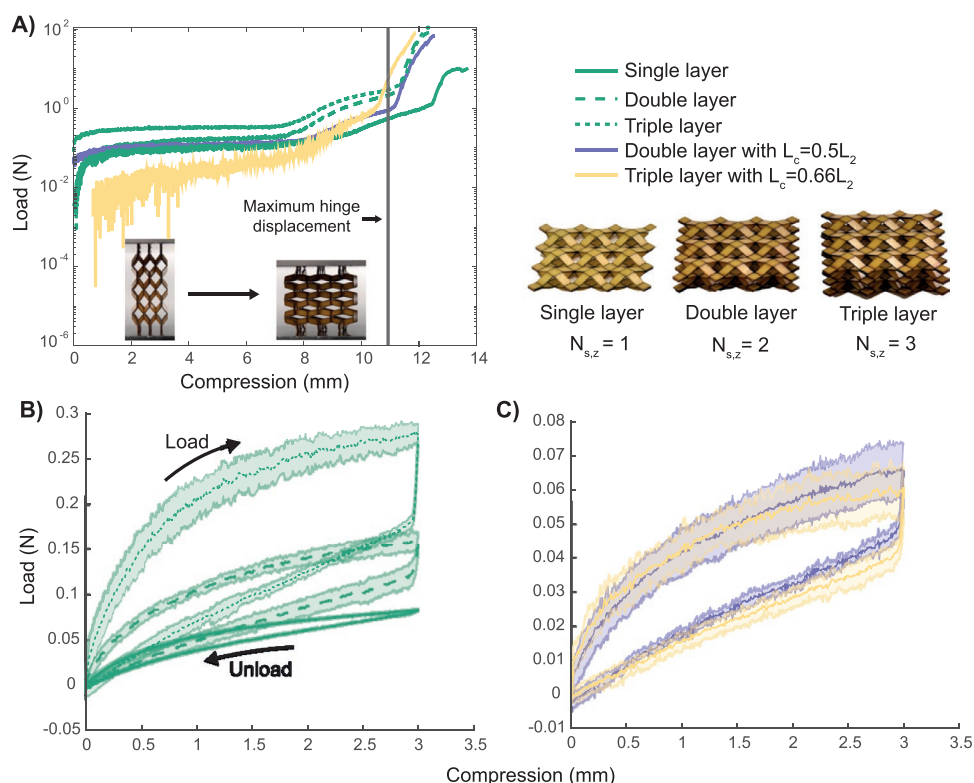 A)
10^2
10^0
10^-2
10^-4
10^-6
Load (N)
Maximum hinge
displacement
0 2 4 6 8 10 12 14
Compression (mm)
Single layer
Double layer
Triple layer
Double layer with L_c=0.5L_2
Triple layer with L_c=0.66L_2
Single layer Double layer Triple layer
N_s,z = 1 N_s,z = 2 N_s,z = 3
B)
0.3
0.25
0.2
0.15
0.1
0.05
0
-0.05
Load (N)
Load
Unload
0 0.5 1 1.5 2 2.5 3 3.5
C)
0.08
0.07
0.06
0.05
0.04
0.03
0.02
0.01
0
-0.01
0 0.5 1 1.5 2 2.5 3 3.5
Compression (mm)